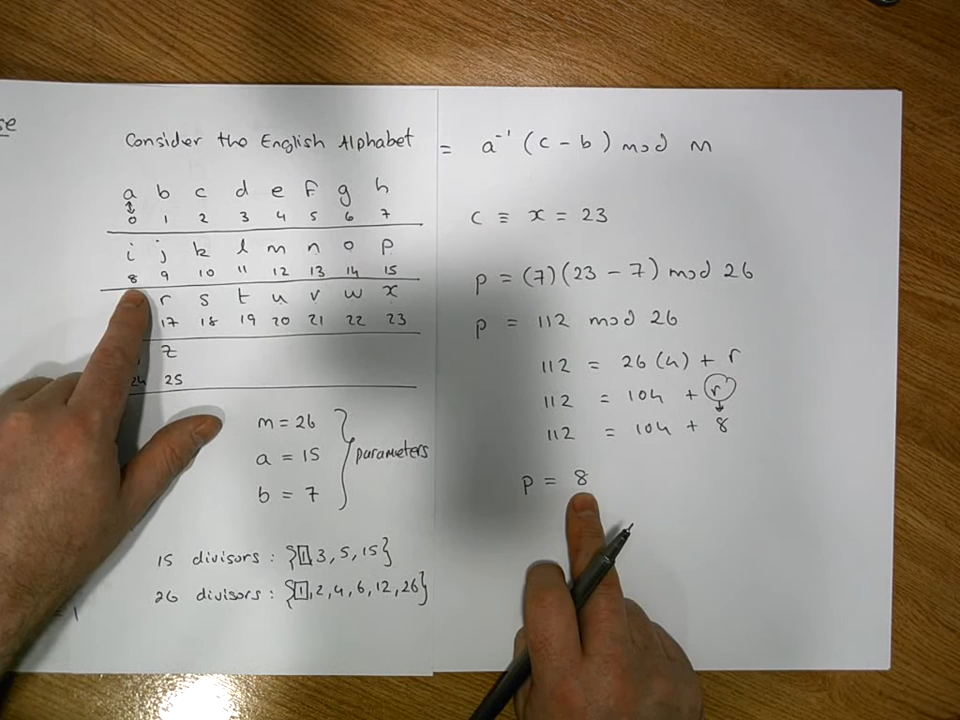 se
Consider the English Alphabet
a b c d e f g h
↕
0 1 2 3 4 5 6 7
i j k l m n o p
8 9 10 11 12 13 14 15
r s t u v w x
17 18 19 20 21 22 23
z
24 25
m = 26
a = 15
b = 7
parameters
15 divisors : {1, 3, 5, 15}
26 divisors : {1, 2, 4, 6, 12, 26}
= 1
= a⁻¹ (c - b) mod m
c ≡ x = 23
p = (7)(23 - 7) mod 26
p = 112 mod 26
112 = 26(4) + r
112 = 104 + r
↓
112 = 104 + 8
p = 8